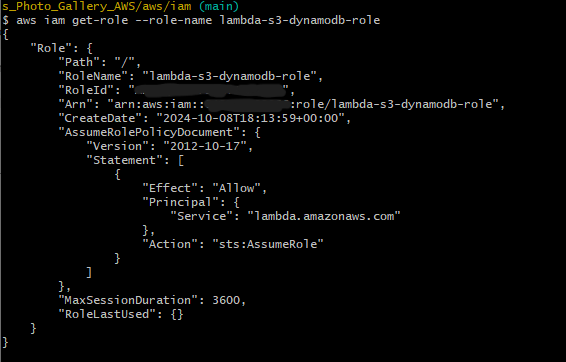 s_Photo_Gallery_AWS/aws/iam (main)
$ aws iam get-role --role-name lambda-s3-dynamodb-role
{
    "Role": {
        "Path": "/",
        "RoleName": "lambda-s3-dynamodb-role",
        "RoleId": "",
        "Arn": "arn:aws:iam:::role/lambda-s3-dynamodb-role",
        "CreateDate": "2024-10-08T18:13:59+00:00",
        "AssumeRolePolicyDocument": {
            "Version": "2012-10-17",
            "Statement": [
                {
                    "Effect": "Allow",
                    "Principal": {
                        "Service": "lambda.amazonaws.com"
                    },
                    "Action": "sts:AssumeRole"
                }
            ]
        },
        "MaxSessionDuration": 3600,
        "RoleLastUsed": {}
    }
}